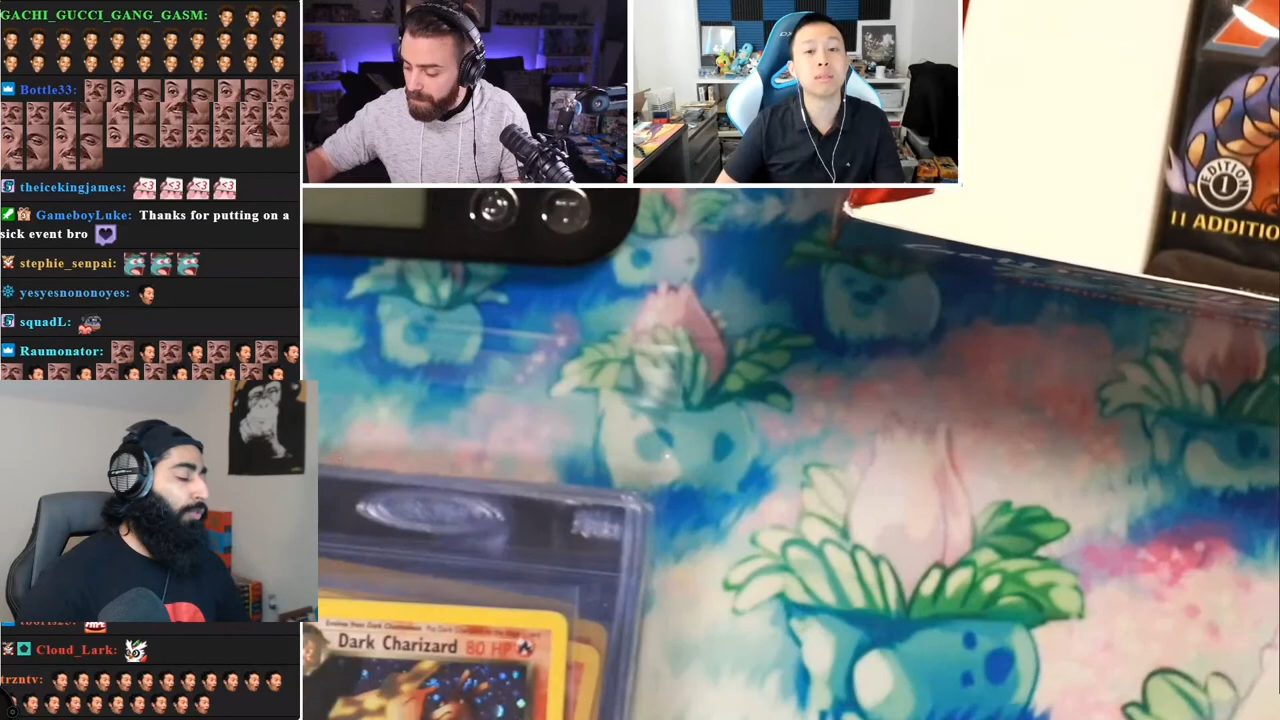 GACHI_GUCCI_GANG_GASM:
Bottle33:
theicekingjames:
GameboyLuke: Thanks for putting on a
sick event bro
stephie_senpai:
yesyesnononoyes:
squadL:
Raumonator:
Cloud_Lark:
trzntv:
EDITION
1
11 ADDITIO
Dark Charizard 80 HP